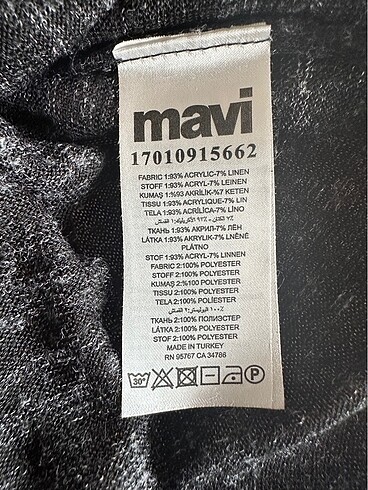 mavi
17010915662
FABRIC 1:93% ACRYLIC-7% LINEN
STOFF 1:93% ACRYL-7% LEINEN
KUMAŞ 1:%93 AKRİLİK-%7 KETEN
TISSU 1:93% ACRYLIQUE-7% LIN
TELA 1:93% ACRÍLICA-7% LINO
ТКАНЬ 1:93% АКРИЛ-7% ЛЁН
LÁTKA 1:93% AKRYLIK-7% LNĚNÉ
PLÁTNO
STOF 1:93% ACRYL-7% LINNEN
FABRIC 2:100% POLYESTER
STOFF 2:100% POLYESTER
KUMAŞ 2:%100 POLYESTER
TISSU 2:100% POLYESTER
TELA 2:100% POLIÉSTER
ТКАНЬ 2:100% ПОЛИЭСТЕР
LÁTKA 2:100% POLYESTER
STOF 2:100% POLYESTER
MADE IN TURKEY
RN 95767 CA 34786
30° P